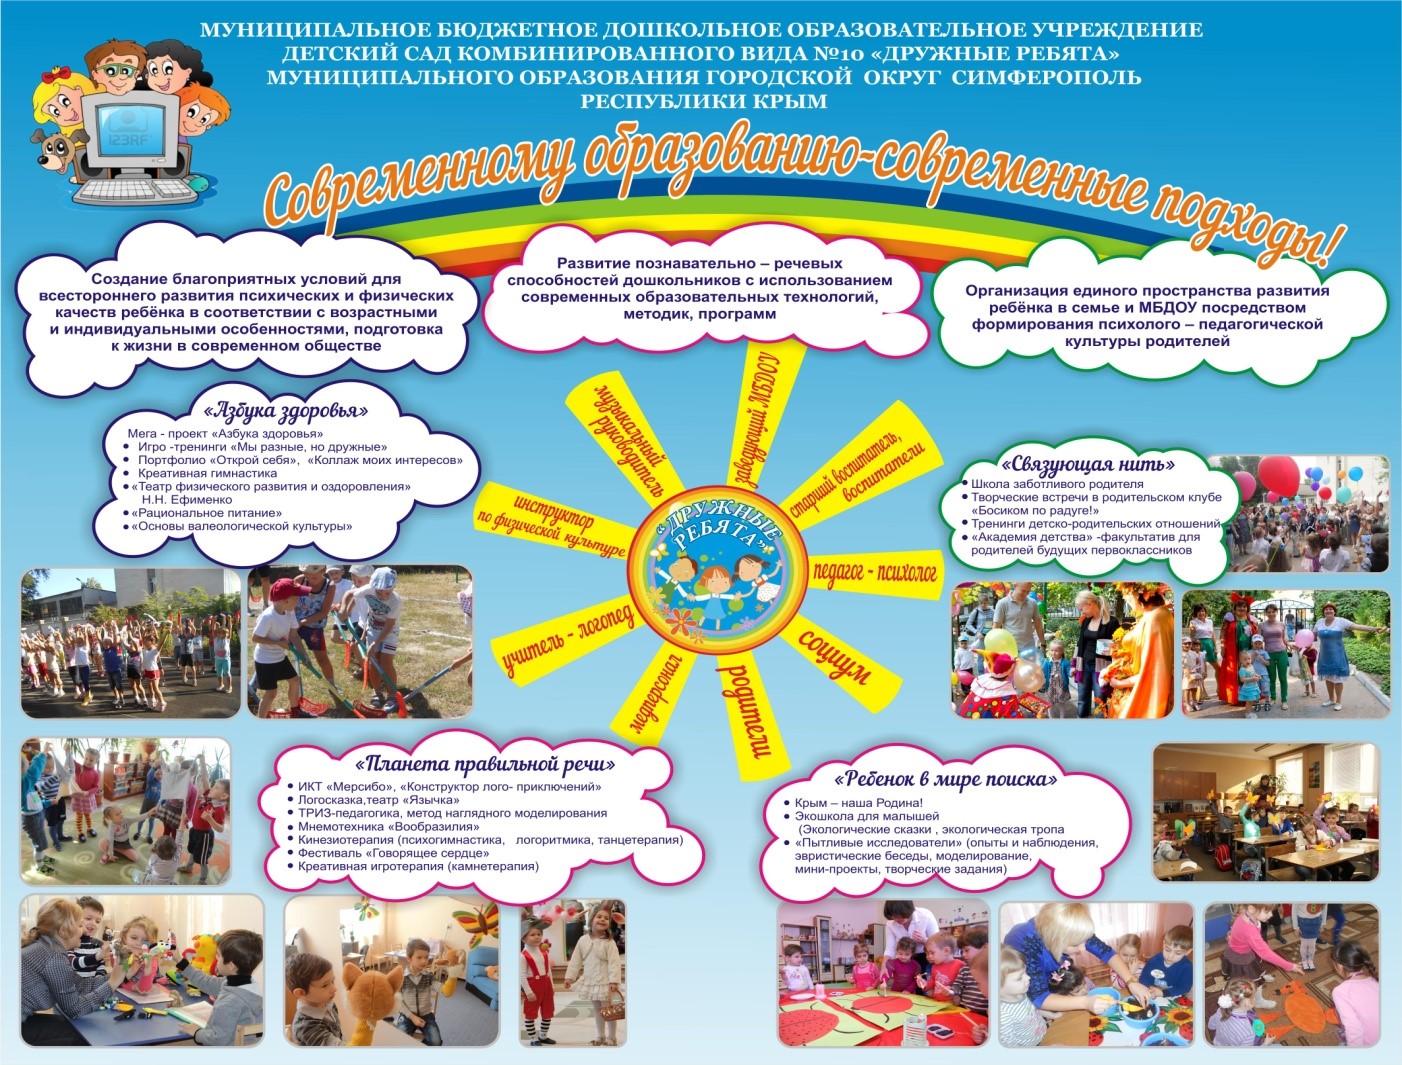 МУНИЦИПАЛЬНОЕ БЮДЖЕТНОЕ ДОШКОЛЬНОЕ ОБРАЗОВАТЕЛЬНОЕ УЧРЕЖДЕНИЕ
ДЕТСКИЙ САД КОМБИНИРОВАННОГО ВИДА №10 «ДРУЖНЫЕ РЕБЯТА»
МУНИЦИПАЛЬНОГО ОБРАЗОВАНИЯ ГОРОДСКОЙ ОКРУГ СИМФЕРОПОЛЬ
РЕСПУБЛИКИ КРЫМ
123RF
Современному образованию-современные подходы!
Создание благоприятных условий для
всестороннего развития психических и физических
качеств ребёнка в соответствии с возрастными
и индивидуальными особенностями, подготовка
к жизни в современном обществе
Развитие познавательно – речевых
способностей дошкольников с использованием
современных образовательных технологий,
методик, программ
Организация единого пространства развития
ребёнка в семье и МБДОУ посредством
формирования психолого – педагогической
культуры родителей
«Азбука здоровья»
Мега - проект «Азбука здоровья»
• Игро -тренинги «Мы разные, но дружные»
• Портфолио «Открой себя», «Коллаж моих интересов»
• Креативная гимнастика
• «Театр физического развития и оздоровления»
Н.Н. Ефименко
• «Рациональное питание»
• «Основы валеологической культуры»
музыкальный
руководитель
заведующий МБДОУ
старший воспитатель,
воспитатели
инструктор
по физической культуре
«ДРУЖНЫЕ
РЕБЯТА»
педагог - психолог
учитель - логопед
социум
медперсонал
родители
«Связующая нить»
• Школа заботливого родителя
• Творческие встречи в родительском клубе
«Босиком по радуге!»
• Тренинги детско-родительских отношений
• «Академия детства» -факультатив для
родителей будущих первоклассников
«Планета правильной речи»
• ИКТ «Мерсибо», «Конструктор лого- приключений»
• Логосказка,театр «Язычка»
• ТРИЗ-педагогика, метод наглядного моделирования
• Мнемотехника «Вообразилия»
• Кинезиотерапия (психогимнастика, логоритмика, танцетерапия)
• Фестиваль «Говорящее сердце»
• Креативная игротерапия (камнетерапия)
«Ребенок в мире поиска»
• Крым – наша Родина!
• Экошкола для малышей
(Экологические сказки , экологическая тропа
• «Пытливые исследователи» (опыты и наблюдения,
эвристические беседы, моделирование,
мини-проекты, творческие задания)